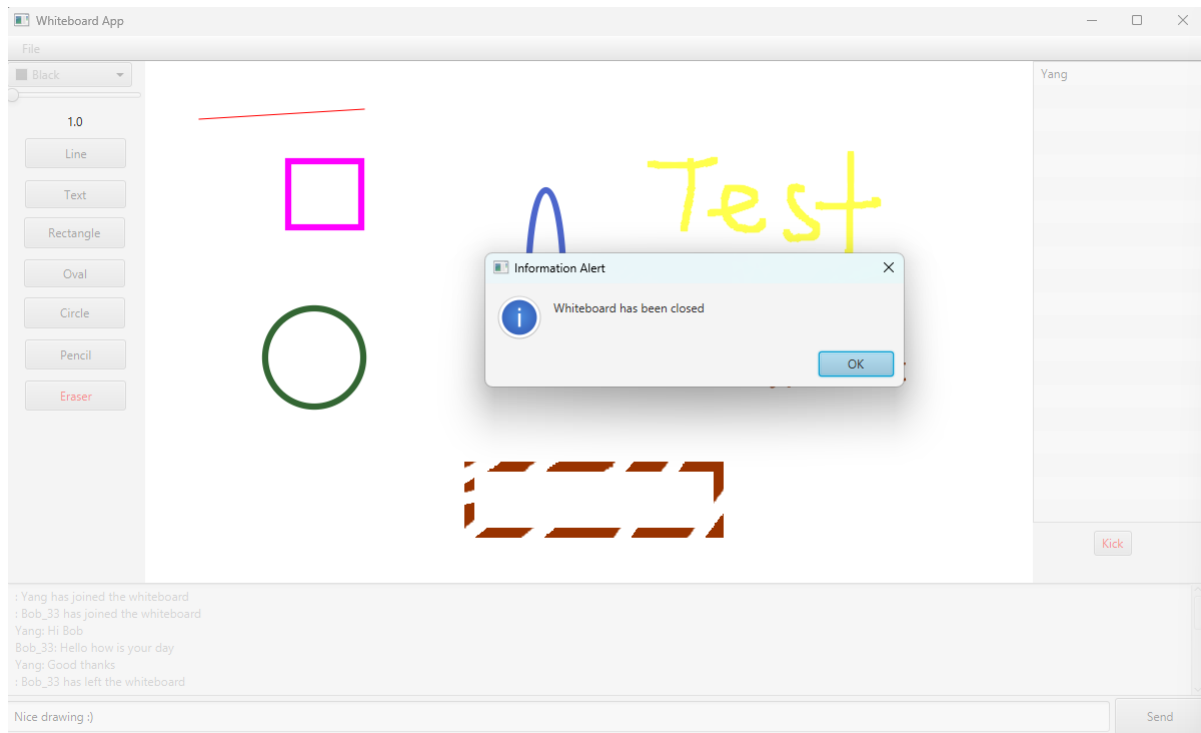 Whiteboard App
File
Black
Yang
1.0
Line
Text
Rectangle
Oval
Circle
Pencil
Eraser
Test
Information Alert
Whiteboard has been closed
OK
Kick
: Yang has joined the whiteboard
: Bob_33 has joined the whiteboard
Yang: Hi Bob
Bob_33: Hello how is your day
Yang: Good thanks
: Bob_33 has left the whiteboard
Nice drawing :)
Send